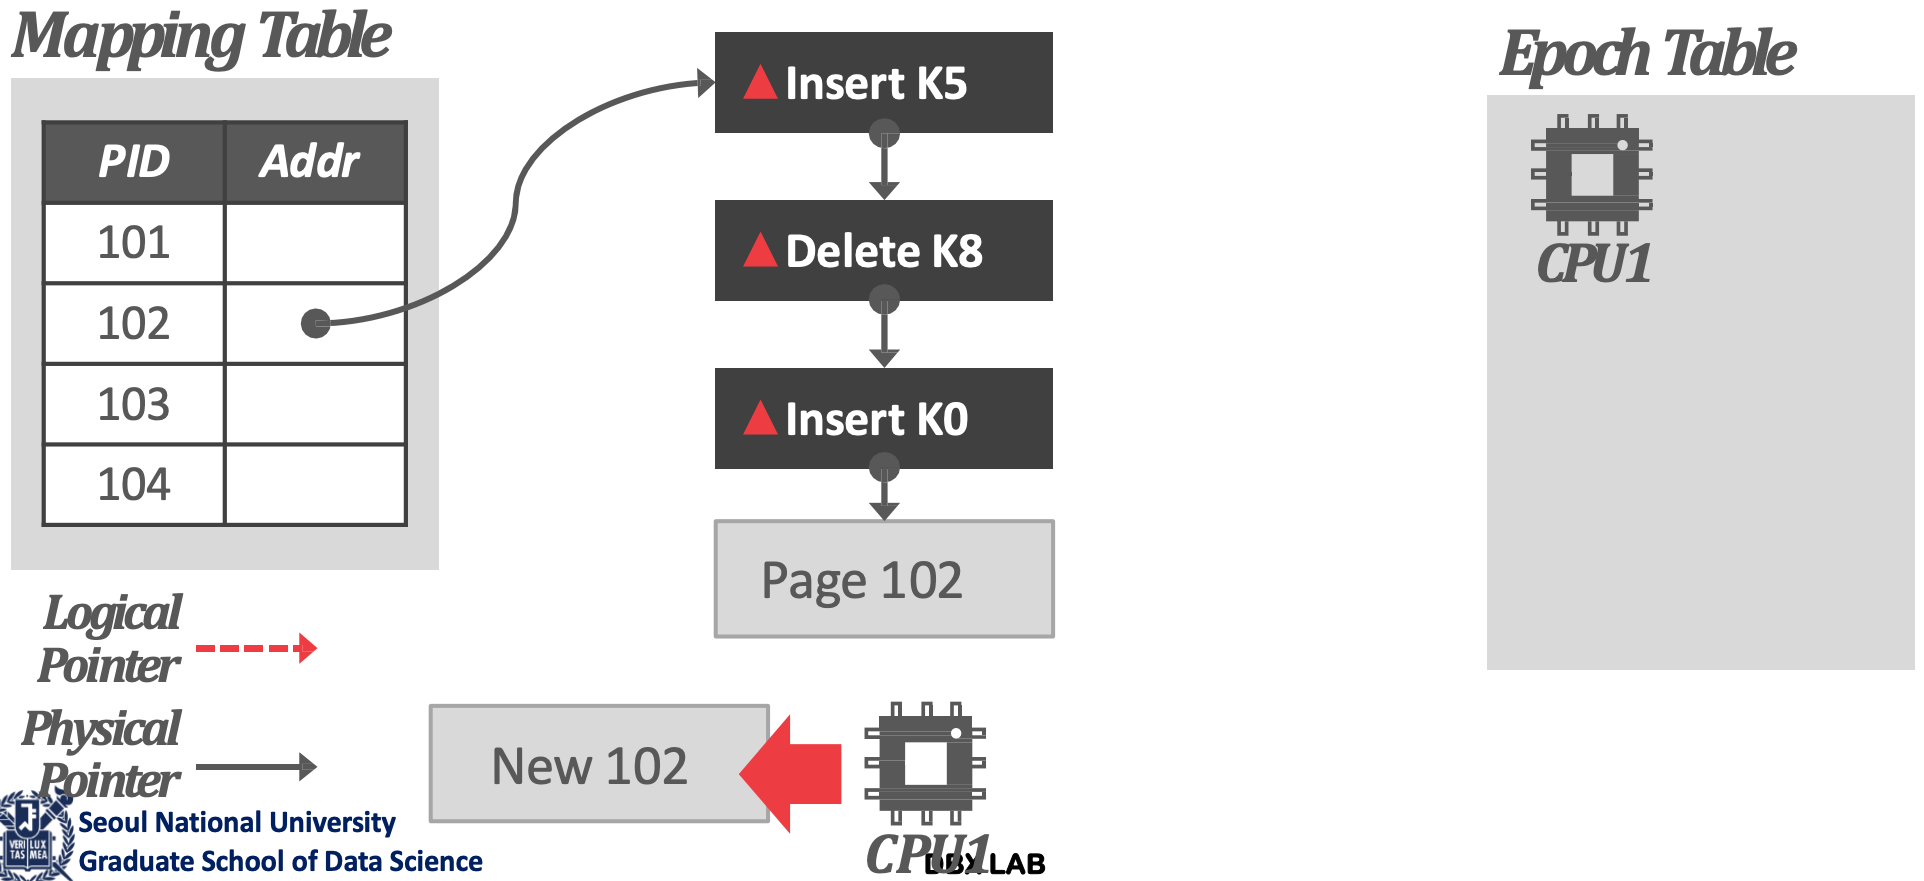 Mapping Table
PID Addr
101
102
103
104
Insert K5
Delete K8
Insert K0
Page 102
Epoch Table
CPU1
Logical
Pointer
Physical
Pointer
New 102
CPU1
VERI LUX
TAS MEA
Seoul National University
Graduate School of Data Science
DBX LAB